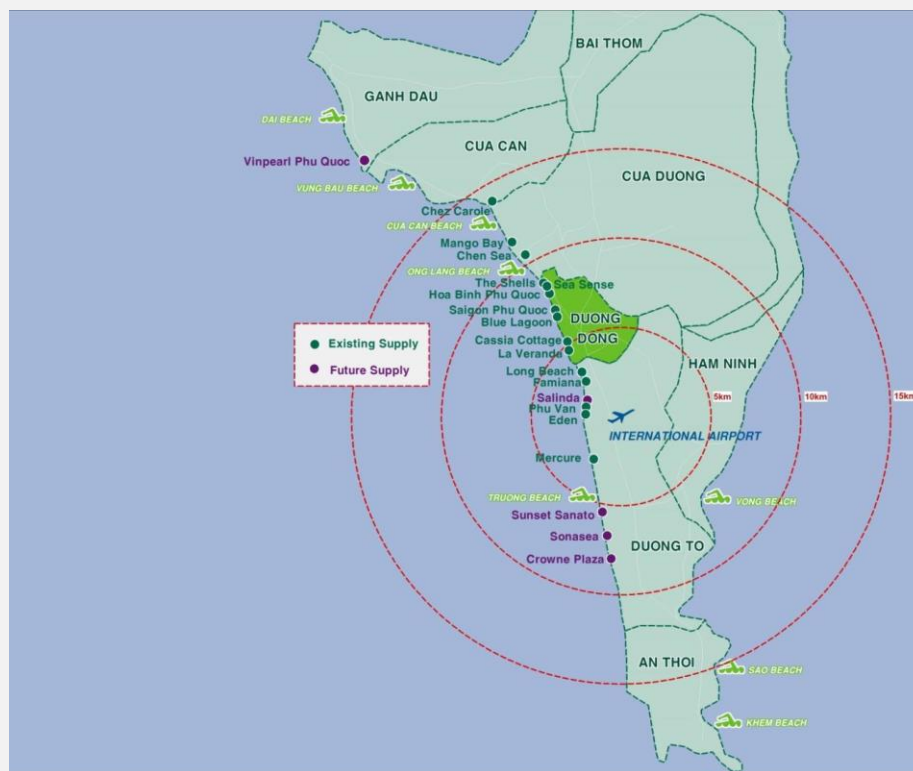 BAI THOM
GANH DAU
DAI BEACH
CUA CAN
Vinpearl Phu Quoc
CUA DUONG
VUNG BAU BEACH
Chez Carole
CUA CAN BEACH
Mango Bay
Chen Sea
ONG LANG BEACH
The Shells
Sea Sense
Hoa Binh Phu Quoc
Saigon Phu Quoc
DUONG
Blue Lagoon
DONG
Existing Supply
Cassia Cottage
La Veranda
HAM NINH
Future Supply
Long Beach
Famiana
Salinda
5km
10km
15km
Phu Van
Eden
INTERNATIONAL AIRPORT
Mercure
TRUONG BEACH
VONG BEACH
Sunset Sanato
Sonasea
DUONG TO
Crowne Plaza
AN THOI
SAO BEACH
KHEM BEACH